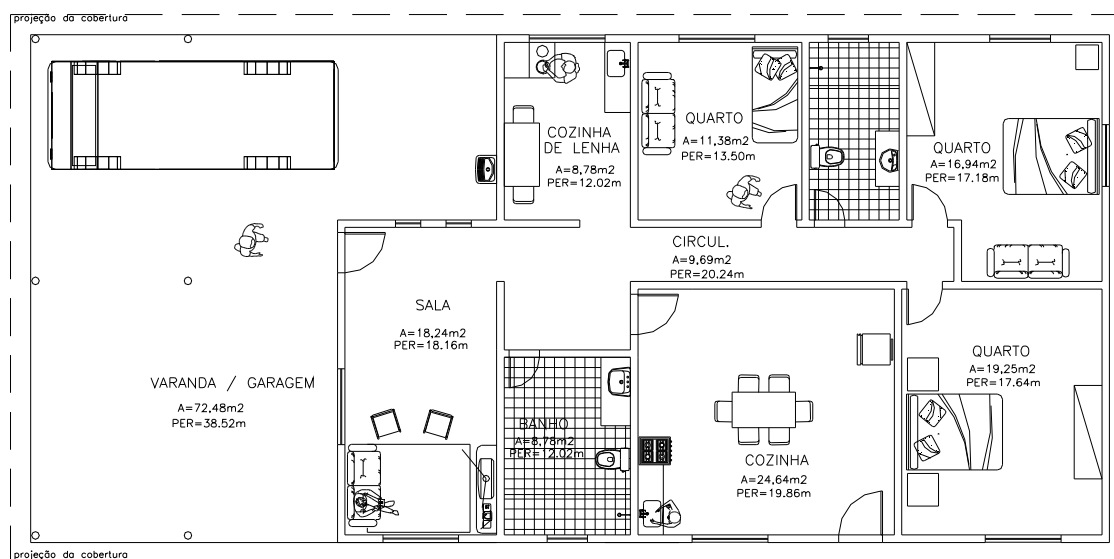 projeção da cobertura
COZINHA
DE LENHA
A=8,78m2
PER=12.02m
QUARTO
A=11,38m2
PER=13.50m
QUARTO
A=16,94m2
PER=17.18m
CIRCUL.
A=9,69m2
PER=20.24m
SALA
A=18,24m2
PER=18.16m
VARANDA / GARAGEM
A=72,48m2
PER=38.52m
BANHO
A=8,78m2
PER=12.02m
COZINHA
A=24,64m2
PER=19.86m
QUARTO
A=19,25m2
PER=17.64m
projeção da cobertura